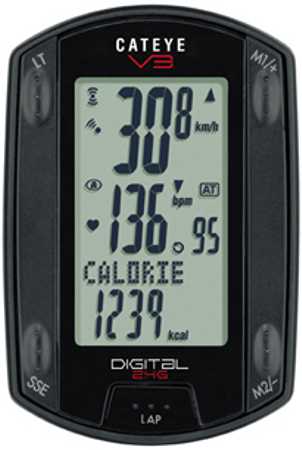 CATEYE
V3
LT
M1/+
30.8 km/h
A
AT
bpm
136 95
CALORIE
1239 kcal
DIGITAL
2.4G
SSE
M2/-
LAP